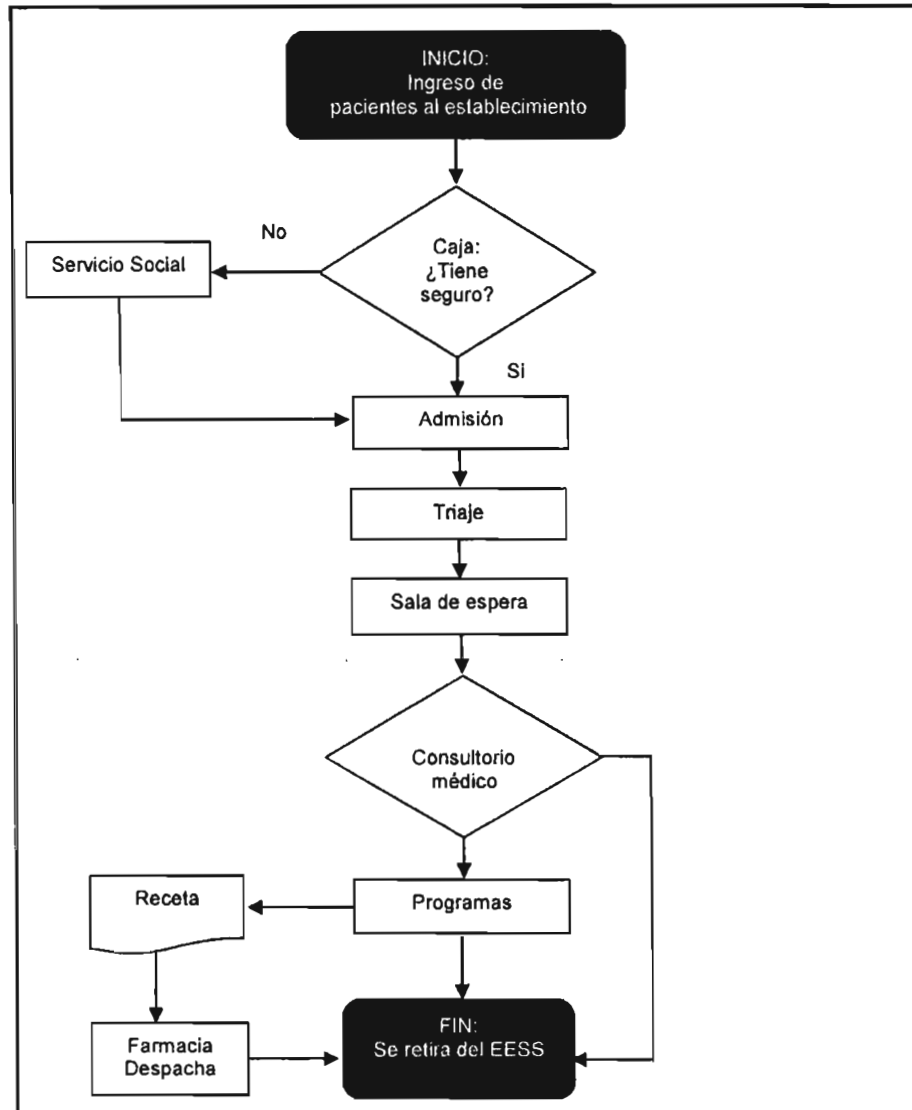 INICIO:
Ingreso de
pacientes al establecimiento
No
Servicio Social
Caja:
¿Tiene
seguro?
Si
Admisión
Triaje
Sala de espera
Consultorio
médico
Receta
Programas
Farmacia
Despacha
FIN:
Se retira del EESS